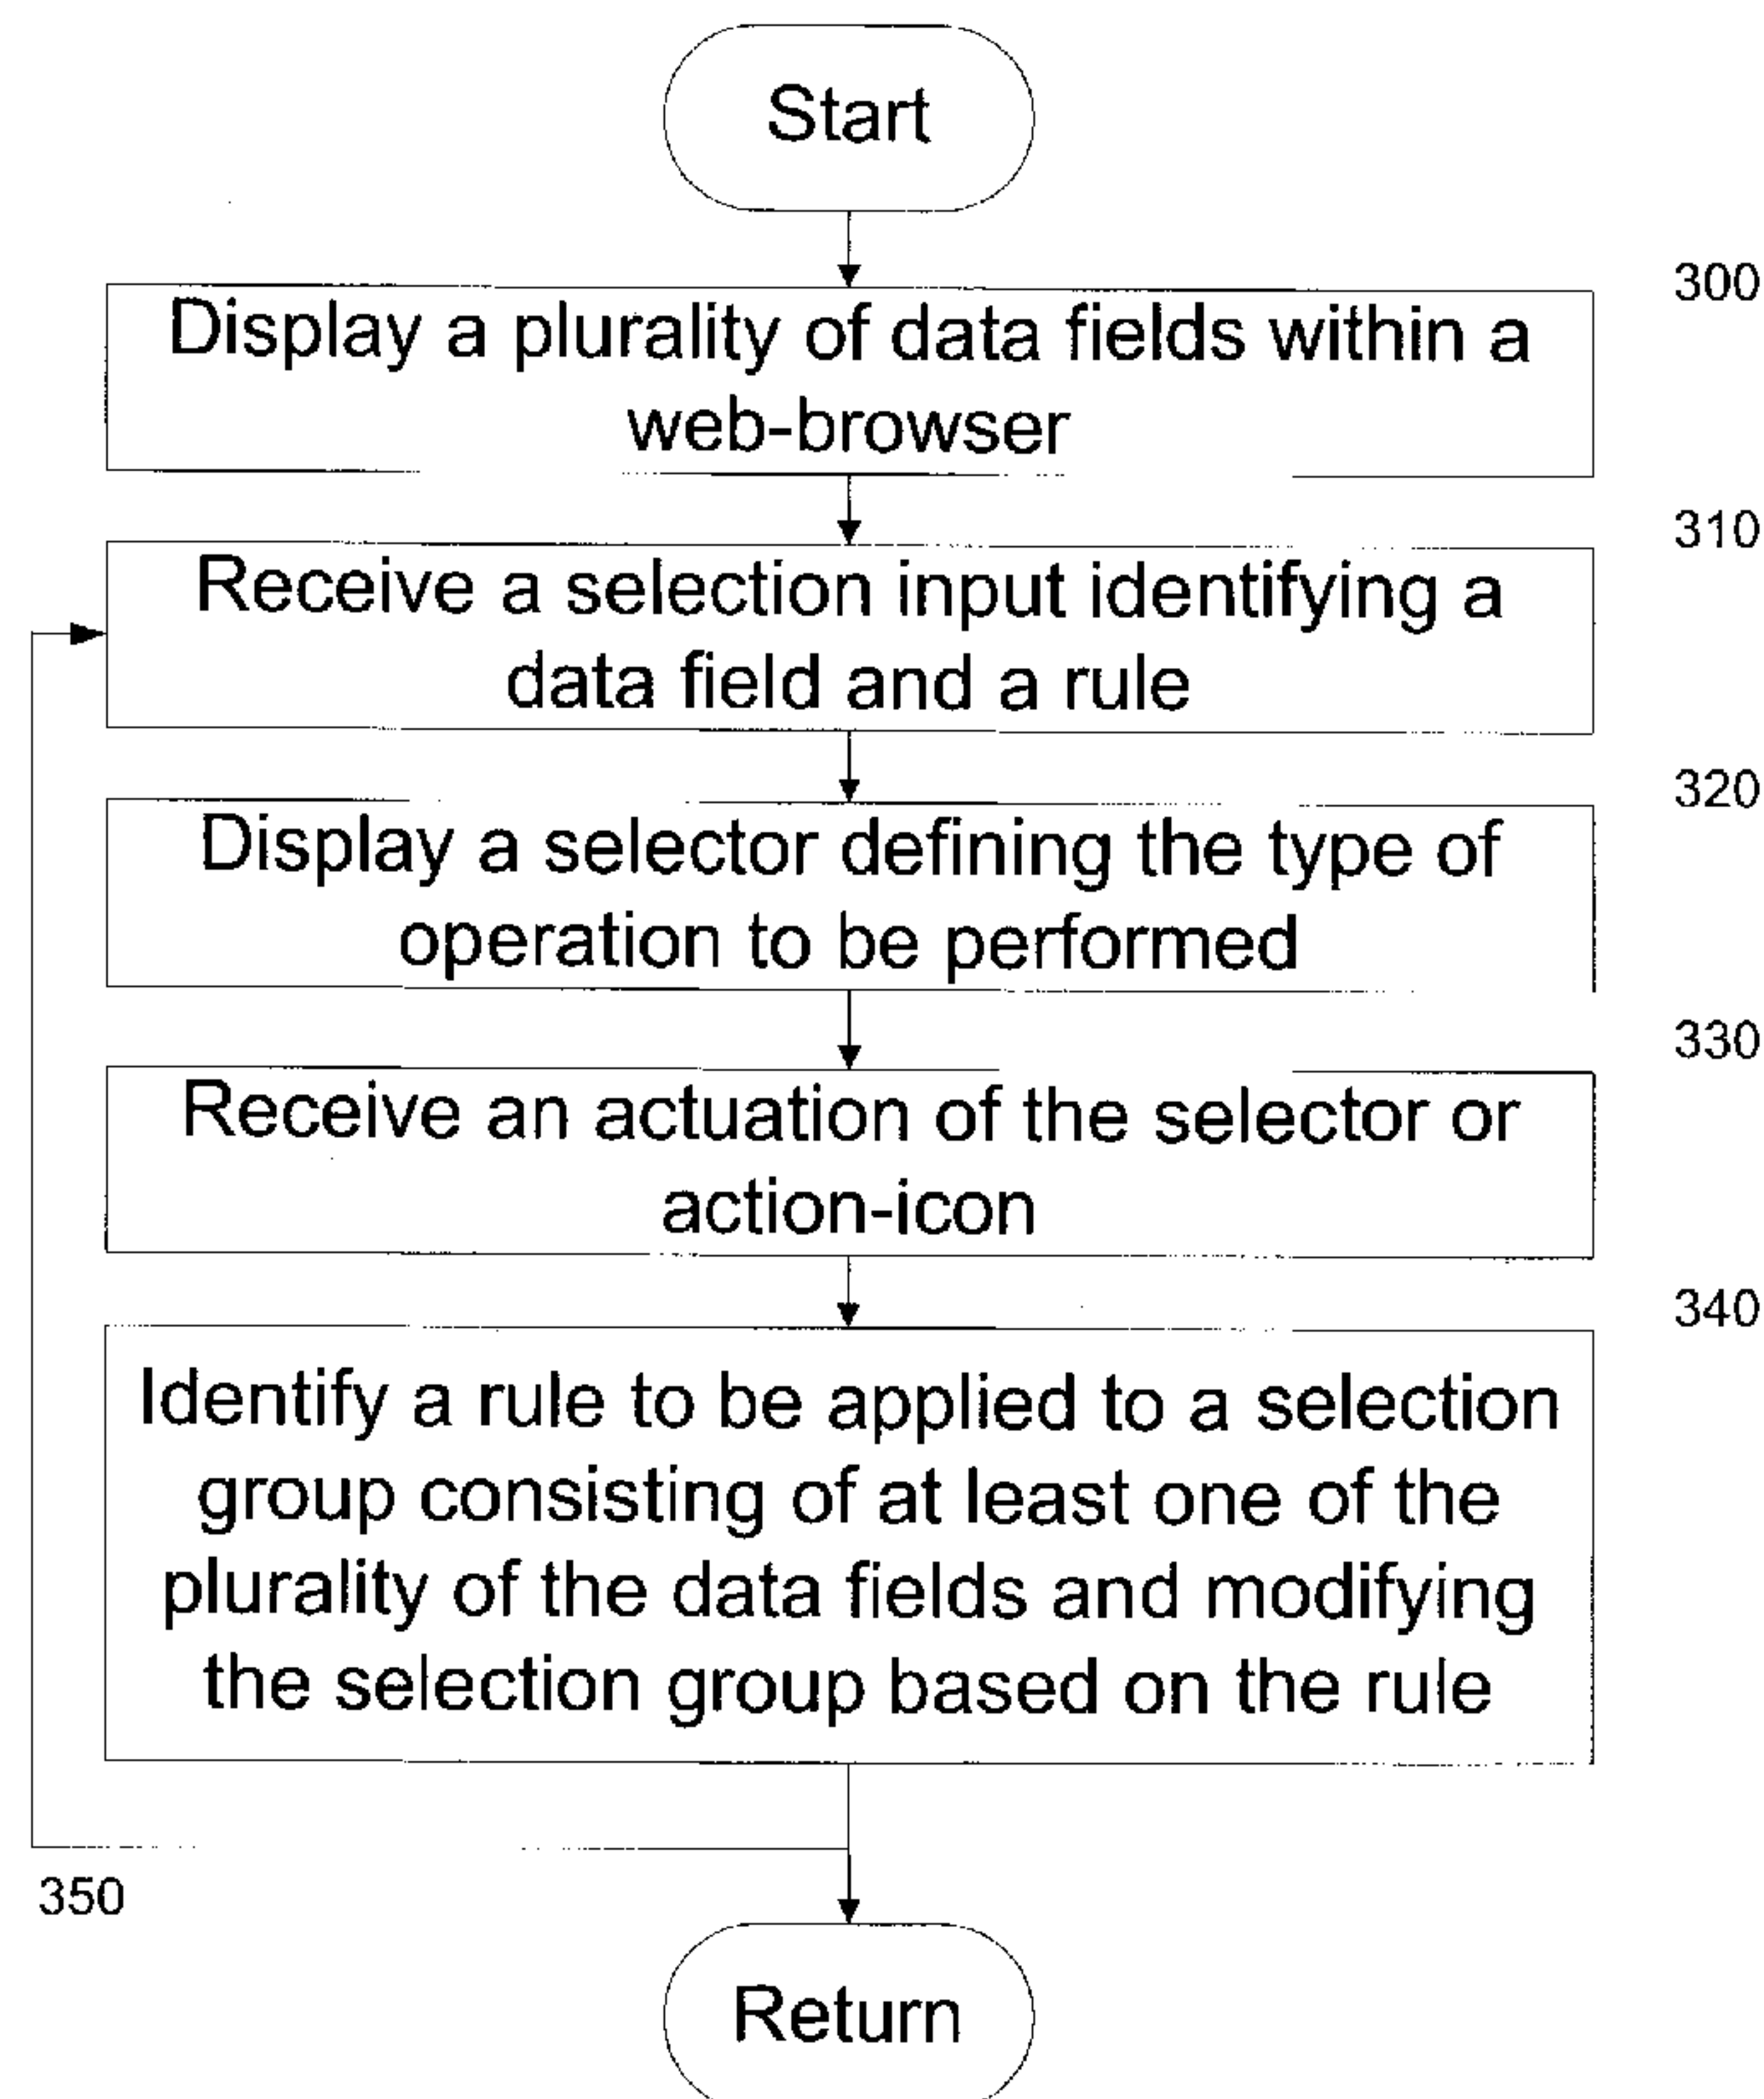 Start
300
Display a plurality of data fields within a
web-browser
310
Receive a selection input identifying a
data field and a rule
320
Display a selector defining the type of
operation to be performed
330
Receive an actuation of the selector or
action-icon
340
Identify a rule to be applied to a selection
group consisting of at least one of the
plurality of the data fields and modifying
the selection group based on the rule
350
Return